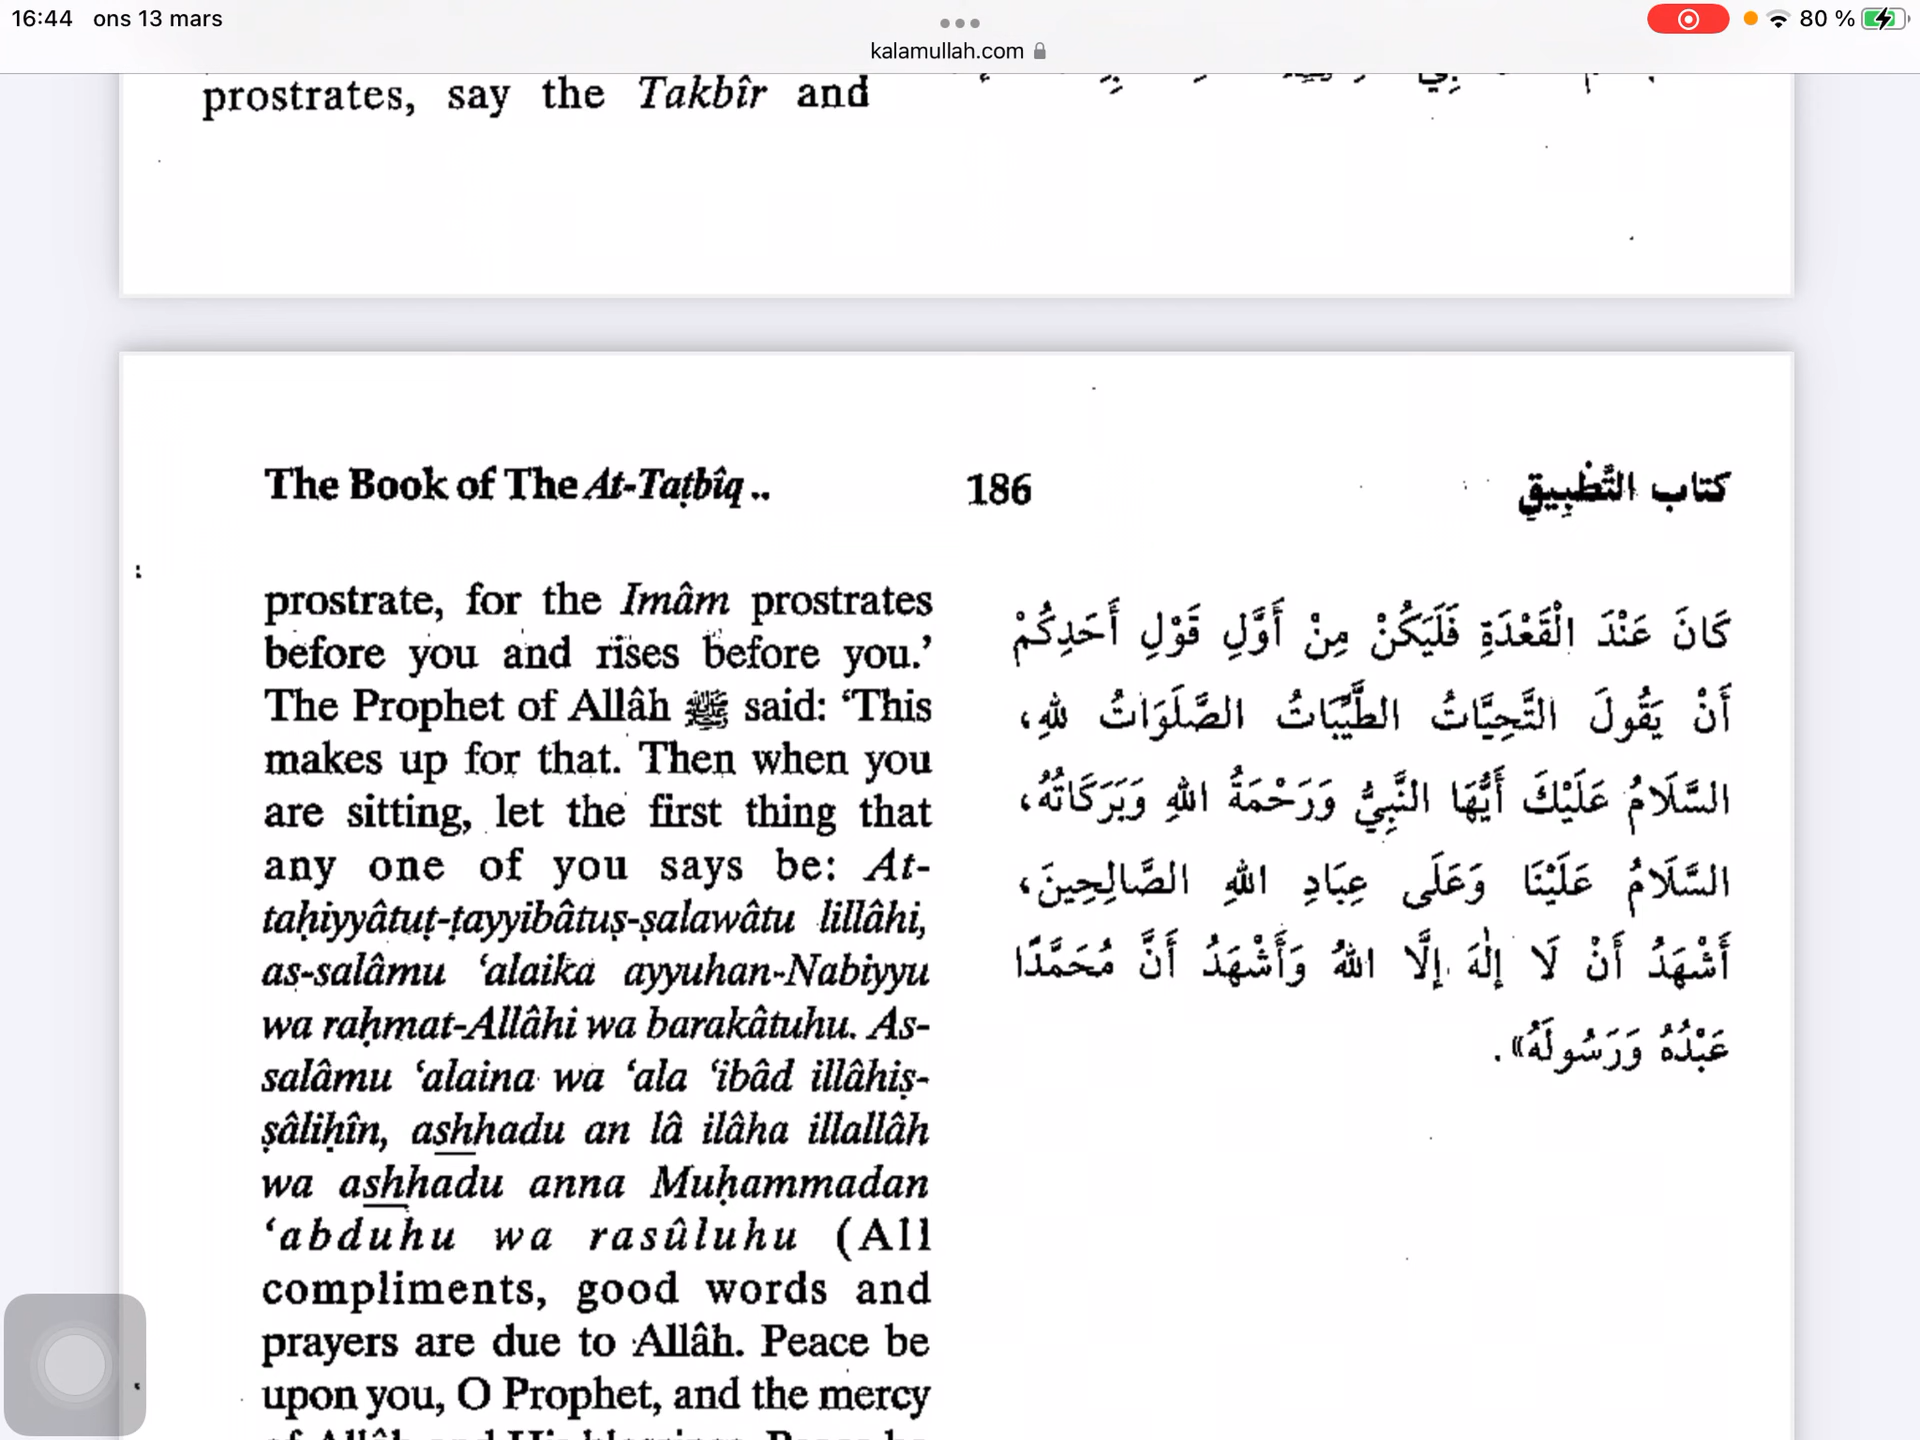 16:44 ons 13 mars
80 %
kalamullah.com
prostrates, say the Takbîr and
The Book of The At-Taṭbîq ..
186
كتاب التَّطْبِيقِ
prostrate, for the Imâm prostrates
before you and rises before you.’
The Prophet of Allâh ﷺ said: ‘This
makes up for that. Then when you
are sitting, let the first thing that
any one of you says be: At-
taḥiyyâtuṭ-ṭayyibâtuṣ-ṣalawâtu lillâhi,
as-salâmu ‘alaika ayyuhan-Nabiyyu
wa raḥmat-Allâhi wa barakâtuhu. As-
salâmu ‘alaina wa ‘ala ‘ibâd illâhiṣ-
ṣâliḥîn, ashhadu an lâ ilâha illallâh
wa ashhadu anna Muḥammadan
‘abduhu wa rasûluhu (All
compliments, good words and
prayers are due to Allâh. Peace be
upon you, O Prophet, and the mercy
كَانَ عَنْدَ الْقَعْدَةِ فَلَيَكُنْ مِنْ أَوَّلِ قَوْلِ أَحَدِكُمْ
أَنْ يَقُولَ التَّحِيَّاتُ الطَّيِّبَاتُ الصَّلَوَاتُ للهِ،
السَّلَامُ عَلَيْكَ أَيُّهَا النَّبِيُّ وَرَحْمَةُ اللهِ وَبَرَكَاتُهُ،
السَّلَامُ عَلَيْنَا وَعَلَى عِبَادِ اللهِ الصَّالِحِينَ،
أَشْهَدُ أَنْ لَا إِلٰهَ إِلَّا اللهُ وَأَشْهَدُ أَنَّ مُحَمَّدًا
عَبْدُهُ وَرَسُولَهُ».